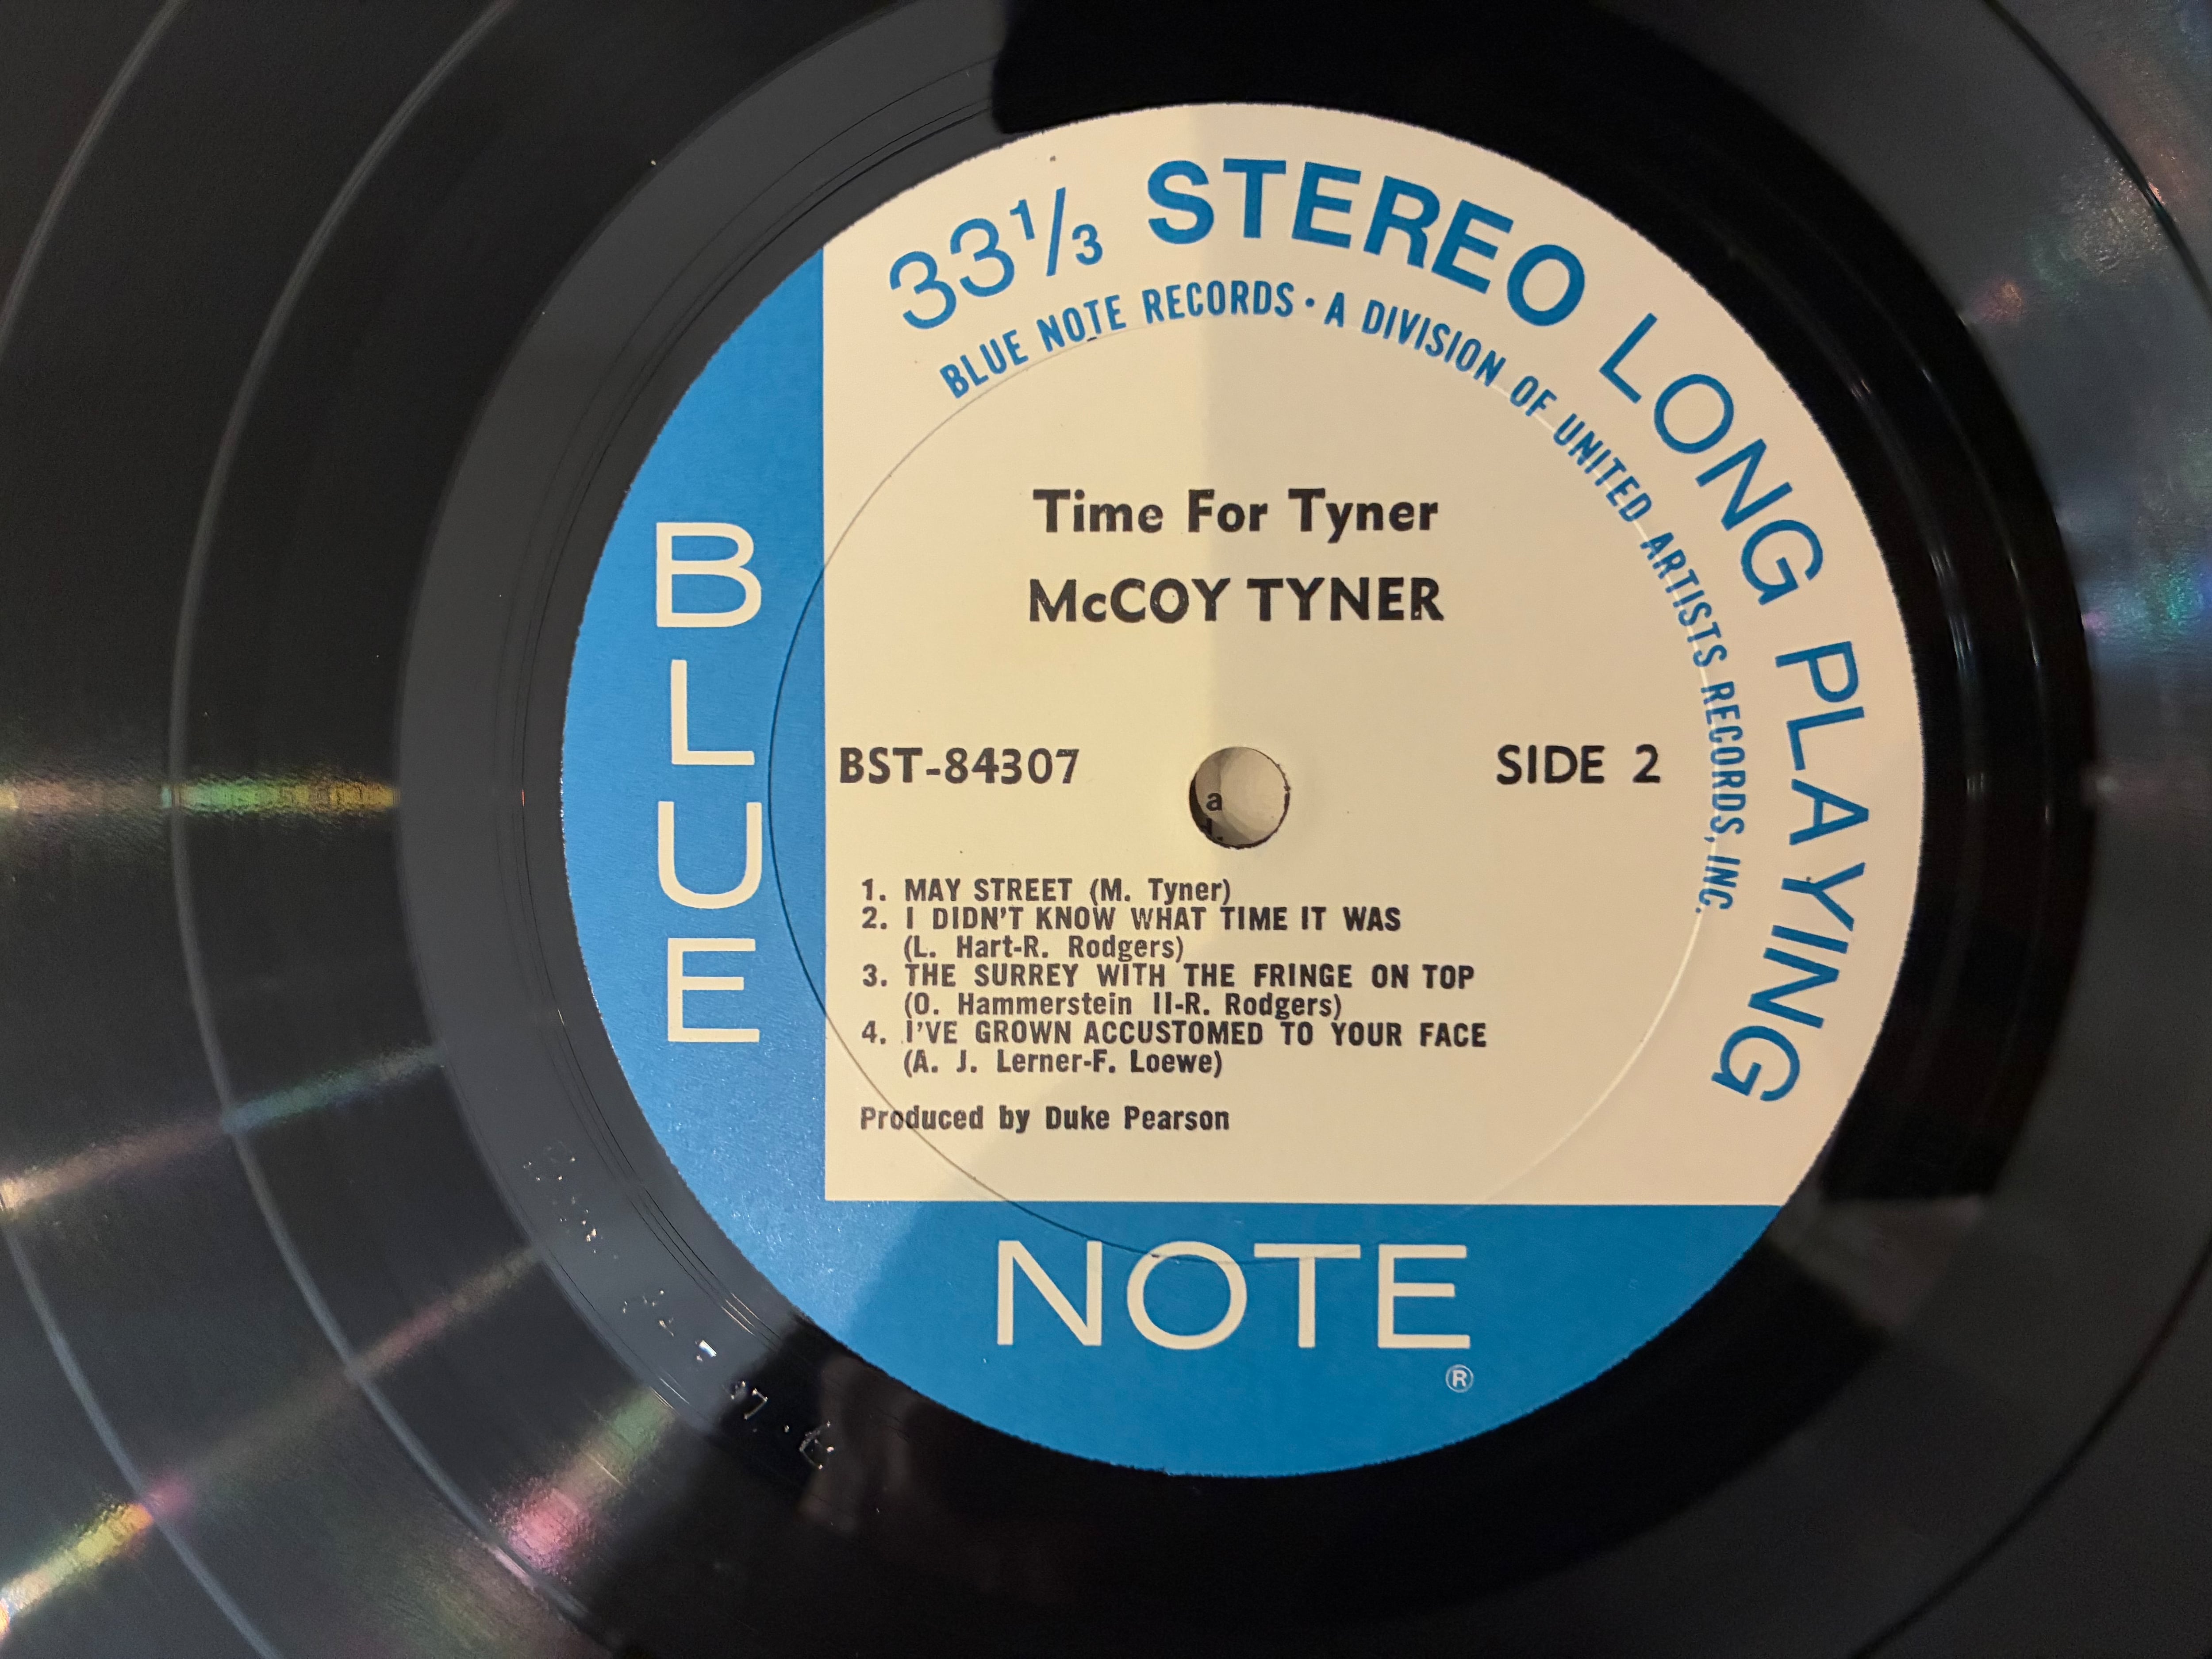 33⅓ STEREO LONG PLAYING
BLUE NOTE RECORDS · A DIVISION OF UNITED ARTISTS RECORDS, INC.
Time For Tyner
McCOY TYNER
BST-84307
SIDE 2
a
1. MAY STREET (M. Tyner)
2. I DIDN'T KNOW WHAT TIME IT WAS
(L. Hart-R. Rodgers)
3. THE SURREY WITH THE FRINGE ON TOP
(O. Hammerstein II-R. Rodgers)
4. I'VE GROWN ACCUSTOMED TO YOUR FACE
(A. J. Lerner-F. Loewe)
Produced by Duke Pearson
BLUE
NOTE
®